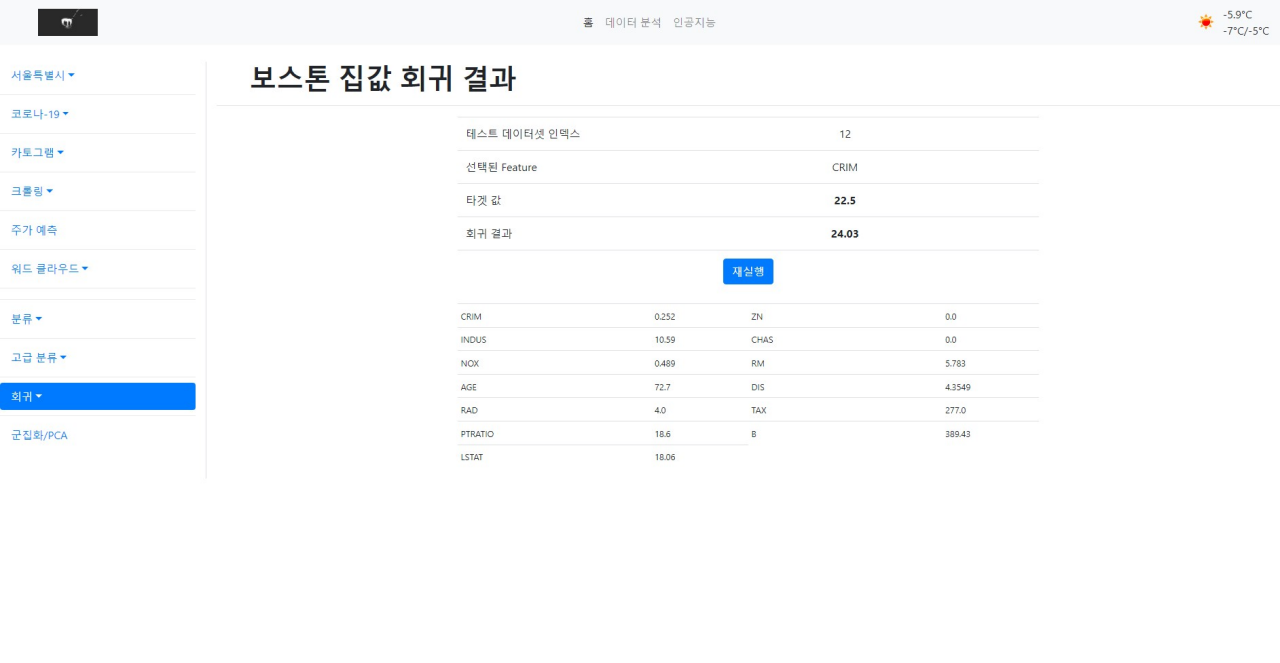 홈 데이터 분석 인공지능
-5.9°C
-7°C/-5°C
서울특별시
코로나-19
카토그램
크롤링
주가 예측
워드 클라우드
분류
고급 분류
회귀
군집화/PCA
보스톤 집값 회귀 결과
테스트 데이터셋 인덱스 12
선택된 Feature CRIM
타겟 값 22.5
회귀 결과 24.03
재실행
CRIM 0.252 ZN 0.0
INDUS 10.59 CHAS 0.0
NOX 0.489 RM 5.783
AGE 72.7 DIS 4.3549
RAD 4.0 TAX 277.0
PTRATIO 18.6 B 389.43
LSTAT 18.06